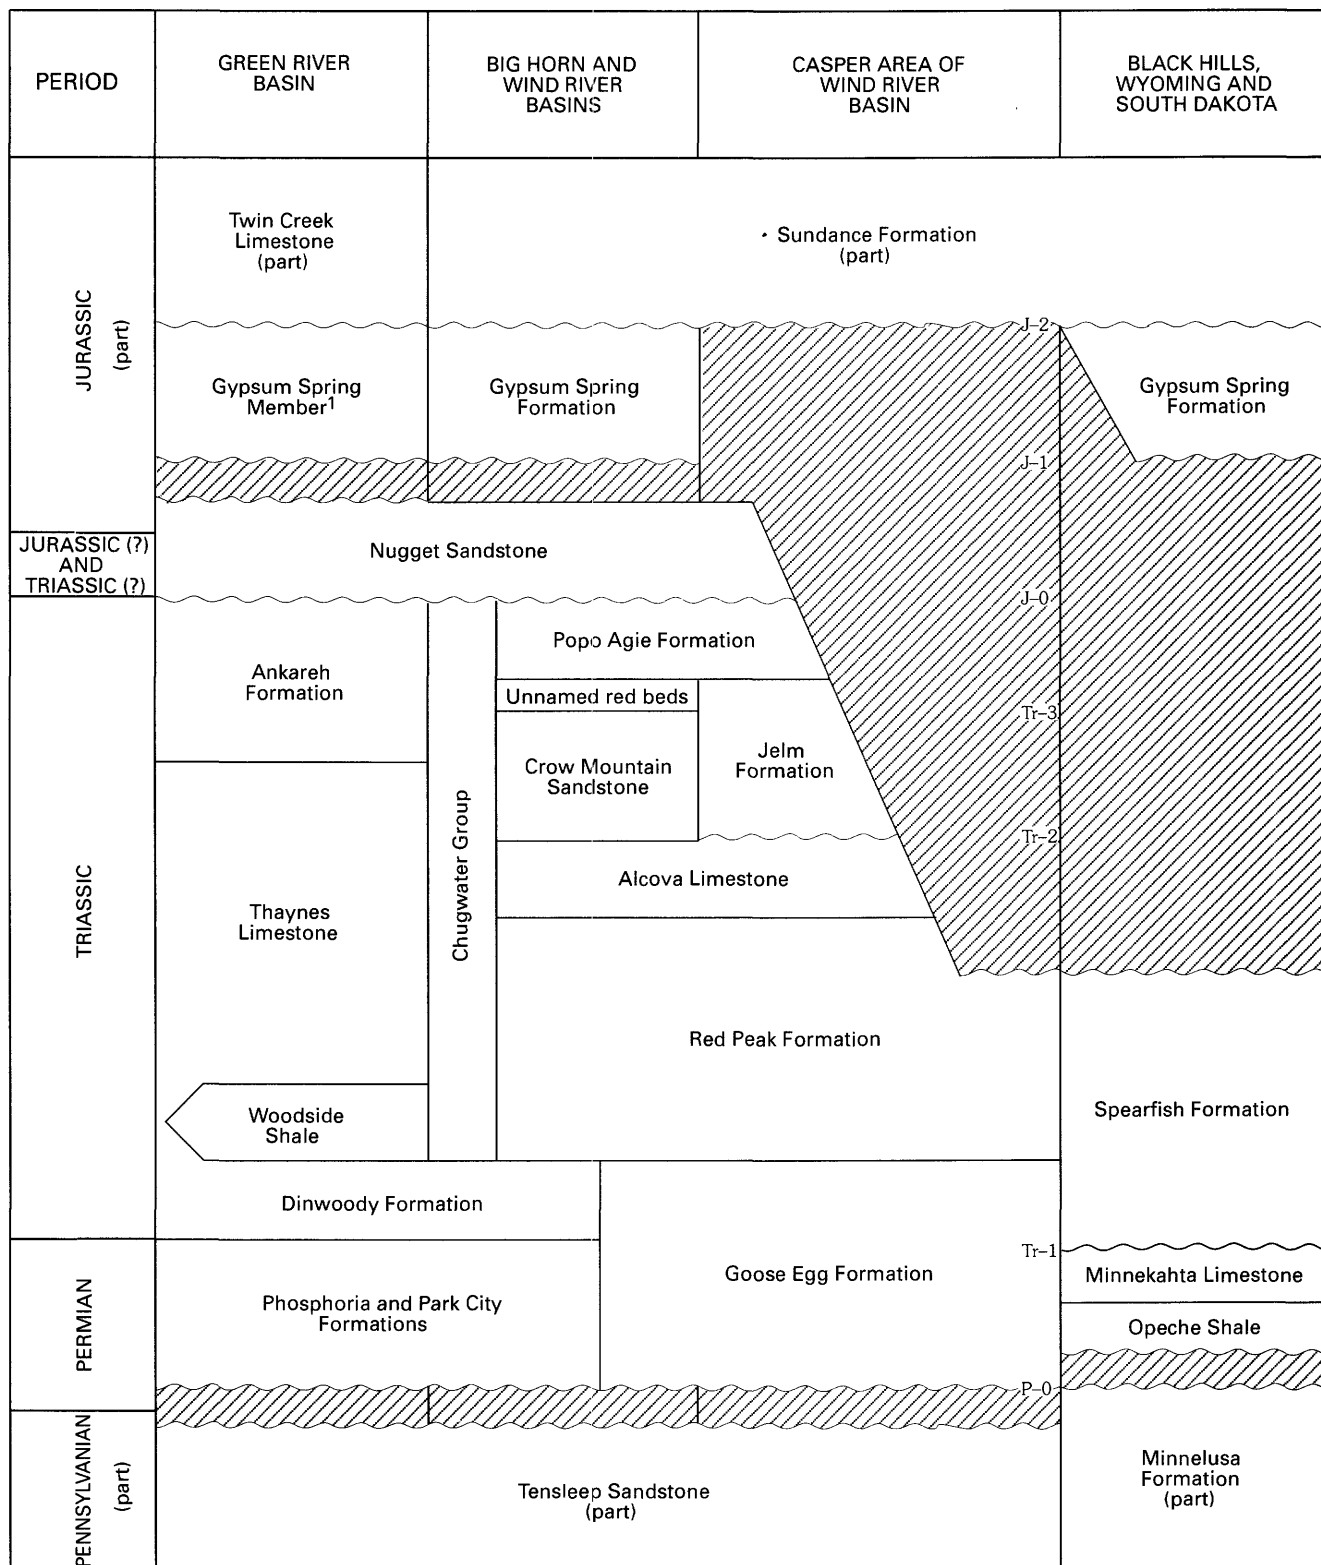 PERIOD
GREEN RIVER
BASIN
BIG HORN AND
WIND RIVER
BASINS
CASPER AREA OF
WIND RIVER
BASIN
BLACK HILLS,
WYOMING AND
SOUTH DAKOTA
JURASSIC
(part)
Twin Creek
Limestone
(part)
Sundance Formation
(part)
J-2
Gypsum Spring
Member1
Gypsum Spring
Formation
Gypsum Spring
Formation
J-1
JURASSIC (?)
AND
TRIASSIC (?)
Nugget Sandstone
J-0
TRIASSIC
Ankareh
Formation
Chugwater Group
Popo Agie Formation
Unnamed red beds
Tr-3
Crow Mountain
Sandstone
Jelm
Formation
Tr-2
Alcova Limestone
Thaynes
Limestone
Red Peak Formation
Woodside
Shale
Spearfish Formation
Dinwoody Formation
Tr-1
PERMIAN
Phosphoria and Park City
Formations
Goose Egg Formation
Minnekahta Limestone
Opeche Shale
P-0
PENNSYLVANIAN
(part)
Tensleep Sandstone
(part)
Minnelusa
Formation
(part)